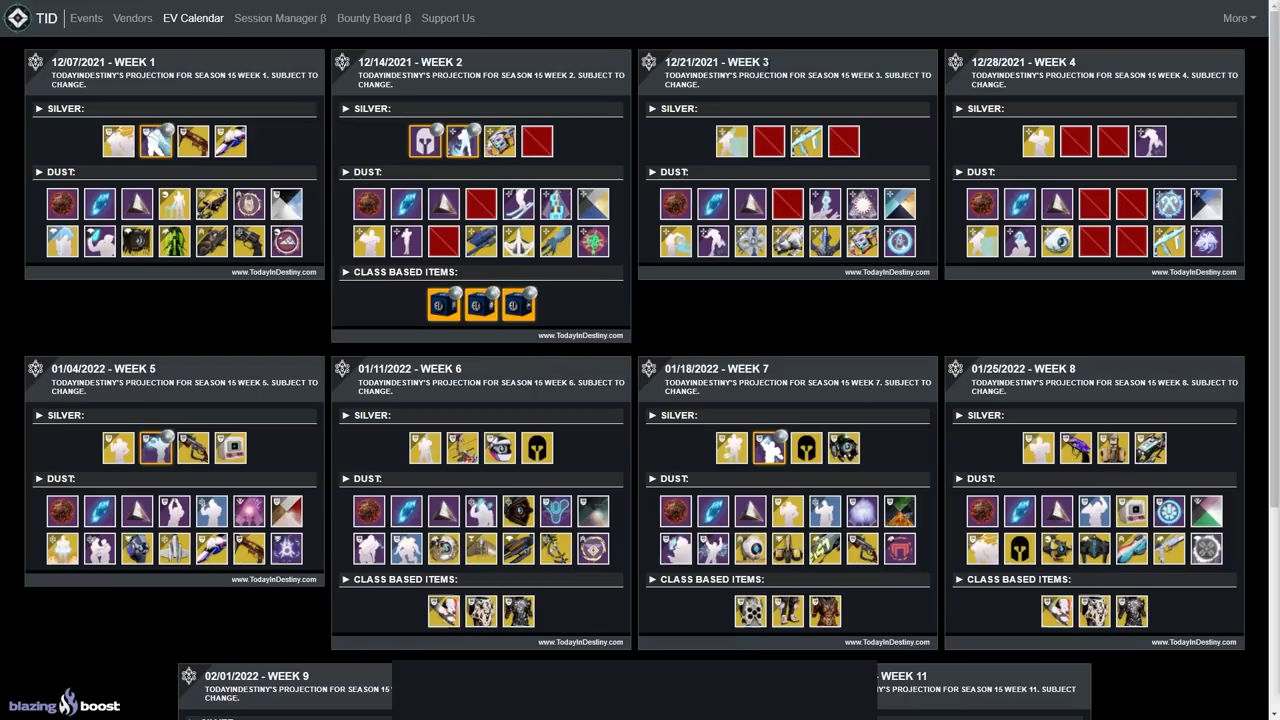 TID Events Vendors EV Calendar Session Manager β Bounty Board β Support Us More
12/07/2021 - WEEK 1
TODAYINDESTINY'S PROJECTION FOR SEASON 15 WEEK 1. SUBJECT TO
CHANGE.
SILVER:
DUST:
www.TodayInDestiny.com
12/14/2021 - WEEK 2
TODAYINDESTINY'S PROJECTION FOR SEASON 15 WEEK 2. SUBJECT TO
CHANGE.
SILVER:
DUST:
CLASS BASED ITEMS:
www.TodayInDestiny.com
12/21/2021 - WEEK 3
TODAYINDESTINY'S PROJECTION FOR SEASON 15 WEEK 3. SUBJECT TO
CHANGE.
SILVER:
DUST:
www.TodayInDestiny.com
12/28/2021 - WEEK 4
TODAYINDESTINY'S PROJECTION FOR SEASON 15 WEEK 4. SUBJECT TO
CHANGE.
SILVER:
DUST:
www.TodayInDestiny.com
01/04/2022 - WEEK 5
TODAYINDESTINY'S PROJECTION FOR SEASON 15 WEEK 5. SUBJECT TO
CHANGE.
SILVER:
DUST:
www.TodayInDestiny.com
01/11/2022 - WEEK 6
TODAYINDESTINY'S PROJECTION FOR SEASON 15 WEEK 6. SUBJECT TO
CHANGE.
SILVER:
DUST:
CLASS BASED ITEMS:
www.TodayInDestiny.com
01/18/2022 - WEEK 7
TODAYINDESTINY'S PROJECTION FOR SEASON 15 WEEK 7. SUBJECT TO
CHANGE.
SILVER:
DUST:
CLASS BASED ITEMS:
www.TodayInDestiny.com
01/25/2022 - WEEK 8
TODAYINDESTINY'S PROJECTION FOR SEASON 15 WEEK 8. SUBJECT TO
CHANGE.
SILVER:
DUST:
CLASS BASED ITEMS:
www.TodayInDestiny.com
02/01/2022 - WEEK 9
TODAYINDESTINY'S PROJECTION FOR SEASON 15
CHANGE.
- WEEK 11
PROJECTION FOR SEASON 15 WEEK 11. SUBJECT
blazing boost